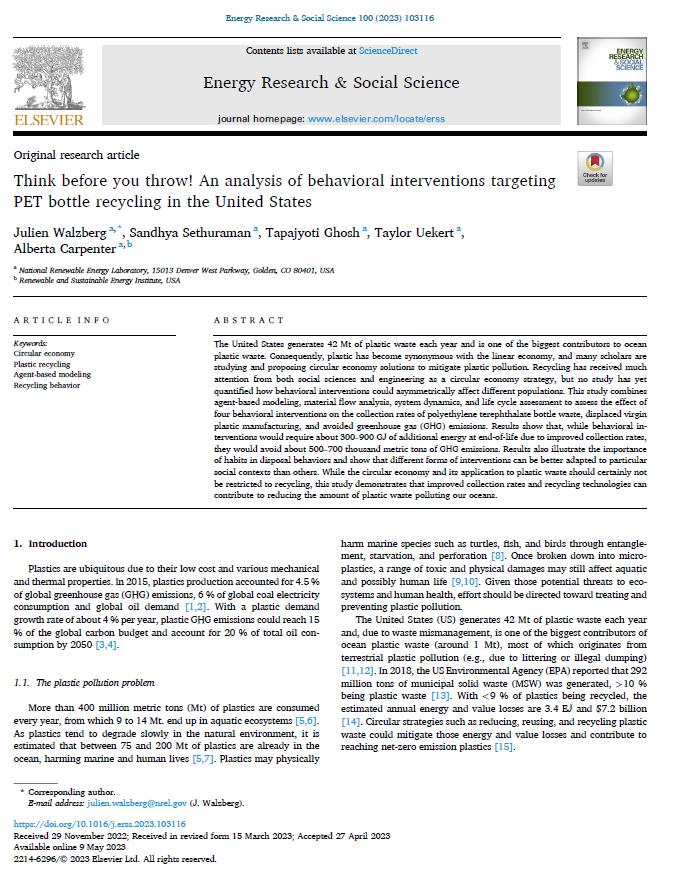 Energy Research & Social Science 100 (2023) 103116
Contents lists available at ScienceDirect
Energy Research & Social Science
journal homepage: www.elsevier.com/locate/erss
ELSEVIER
ENERGY
RESEARCH
& SOCIAL
SCIENCE
Original research article
Check for
updates
Think before you throw! An analysis of behavioral interventions targeting
PET bottle recycling in the United States
Julien Walzberg a,*, Sandhya Sethuraman a, Tapajyoti Ghosh a, Taylor Uekert a,
Alberta Carpenter a,b
a National Renewable Energy Laboratory, 15013 Denver West Parkway, Golden, CO 80401, USA
b Renewable and Sustainable Energy Institute, USA
ARTICLE INFO
Keywords:
Circular economy
Plastic recycling
Agent-based modeling
Recycling behavior
ABSTRACT
The United States generates 42 Mt of plastic waste each year and is one of the biggest contributors to ocean
plastic waste. Consequently, plastic has become synonymous with the linear economy, and many scholars are
studying and proposing circular economy solutions to mitigate plastic pollution. Recycling has received much
attention from both social sciences and engineering as a circular economy strategy, but no study has yet
quantified how behavioral interventions could asymmetrically affect different populations. This study combines
agent-based modeling, material flow analysis, system dynamics, and life cycle assessment to assess the effect of
four behavioral interventions on the collection rates of polyethylene terephthalate bottle waste, displaced virgin
plastic manufacturing, and avoided greenhouse gas (GHG) emissions. Results show that, while behavioral in-
terventions would require about 300–900 GJ of additional energy at end-of-life due to improved collection rates,
they would avoid about 500–700 thousand metric tons of GHG emissions. Results also illustrate the importance
of habits in disposal behaviors and show that different forms of interventions can be better adapted to particular
social contexts than others. While the circular economy and its application to plastic waste should certainly not
be restricted to recycling, this study demonstrates that improved collection rates and recycling technologies can
contribute to reducing the amount of plastic waste polluting our oceans.
1. Introduction
Plastics are ubiquitous due to their low cost and various mechanical
and thermal properties. In 2015, plastics production accounted for 4.5 %
of global greenhouse gas (GHG) emissions, 6 % of global coal electricity
consumption and global oil demand [1,2]. With a plastic demand
growth rate of about 4 % per year, plastic GHG emissions could reach 15
% of the global carbon budget and account for 20 % of total oil con-
sumption by 2050 [3,4].
1.1. The plastic pollution problem
More than 400 million metric tons (Mt) of plastics are consumed
every year, from which 9 to 14 Mt. end up in aquatic ecosystems [5,6].
As plastics tend to degrade slowly in the natural environment, it is
estimated that between 75 and 200 Mt of plastics are already in the
ocean, harming marine and human lives [5,7]. Plastics may physically
harm marine species such as turtles, fish, and birds through entangle-
ment, starvation, and perforation [8]. Once broken down into micro-
plastics, a range of toxic and physical damages may still affect aquatic
and possibly human life [9,10]. Given those potential threats to eco-
systems and human health, effort should be directed toward treating and
preventing plastic pollution.
The United States (US) generates 42 Mt of plastic waste each year
and, due to waste mismanagement, is one of the biggest contributors of
ocean plastic waste (around 1 Mt), most of which originates from
terrestrial plastic pollution (e.g., due to littering or illegal dumping)
[11,12]. In 2018, the US Environmental Agency (EPA) reported that 292
million tons of municipal solid waste (MSW) was generated, >10 %
being plastic waste [13]. With <9 % of plastics being recycled, the
estimated annual energy and value losses are 3.4 EJ and $7.2 billion
[14]. Circular strategies such as reducing, reusing, and recycling plastic
waste could mitigate those energy and value losses and contribute to
reaching net-zero emission plastics [15].
* Corresponding author.
E-mail address: julien.walzberg@nrel.gov (J. Walzberg).
https://doi.org/10.1016/j.erss.2023.103116
Received 29 November 2022; Received in revised form 15 March 2023; Accepted 27 April 2023
Available online 9 May 2023
2214-6296/© 2023 Elsevier Ltd. All rights reserved.